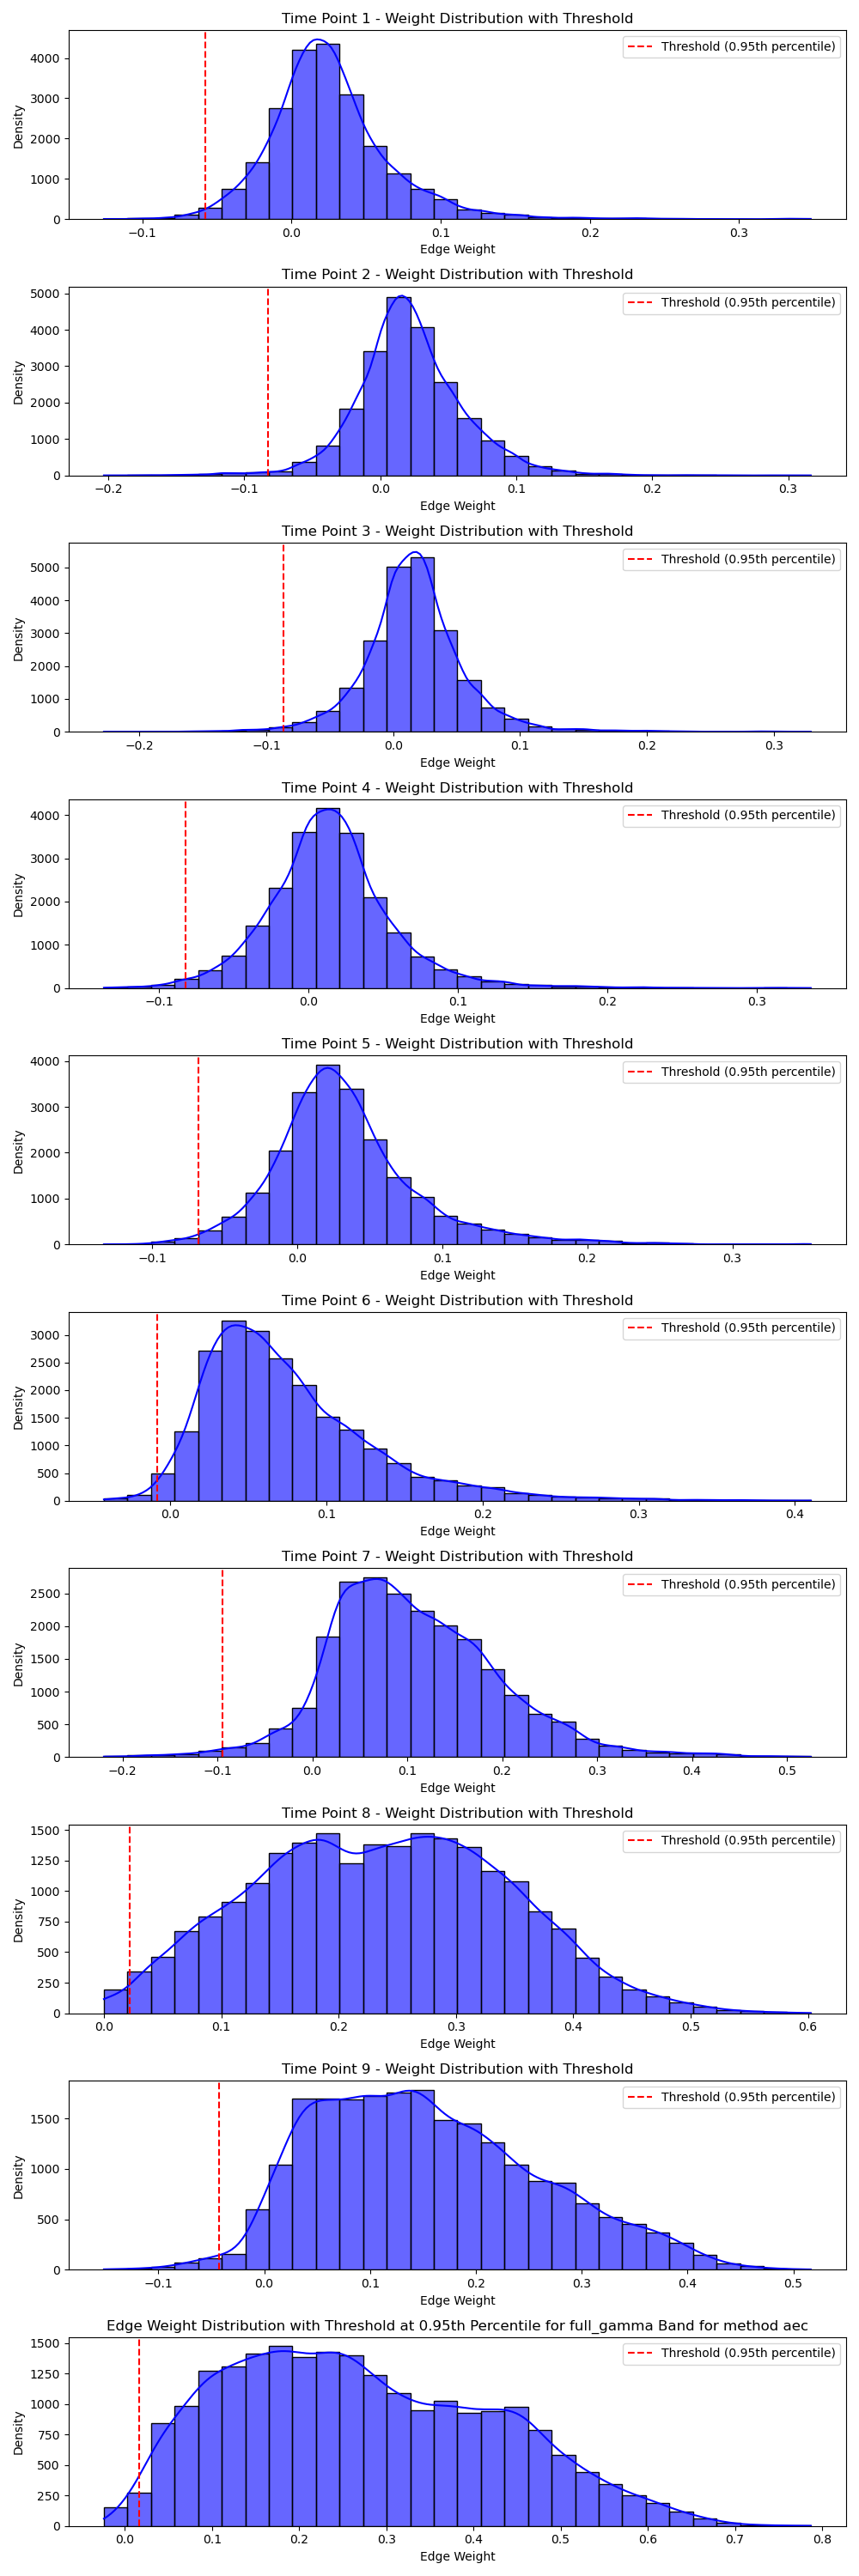 Time Point 1 - Weight Distribution with Threshold
Threshold (0.95th percentile)
Density
4000
3000
2000
1000
0
−0.1 0.0 0.1 0.2 0.3
Edge Weight
Time Point 2 - Weight Distribution with Threshold
Threshold (0.95th percentile)
Density
5000
4000
3000
2000
1000
0
−0.2 −0.1 0.0 0.1 0.2 0.3
Edge Weight
Time Point 3 - Weight Distribution with Threshold
Threshold (0.95th percentile)
Density
5000
4000
3000
2000
1000
0
−0.2 −0.1 0.0 0.1 0.2 0.3
Edge Weight
Time Point 4 - Weight Distribution with Threshold
Threshold (0.95th percentile)
Density
4000
3000
2000
1000
0
−0.1 0.0 0.1 0.2 0.3
Edge Weight
Time Point 5 - Weight Distribution with Threshold
Threshold (0.95th percentile)
Density
4000
3000
2000
1000
0
−0.1 0.0 0.1 0.2 0.3
Edge Weight
Time Point 6 - Weight Distribution with Threshold
Threshold (0.95th percentile)
Density
3000
2500
2000
1500
1000
500
0
0.0 0.1 0.2 0.3 0.4
Edge Weight
Time Point 7 - Weight Distribution with Threshold
Threshold (0.95th percentile)
Density
2500
2000
1500
1000
500
0
−0.2 −0.1 0.0 0.1 0.2 0.3 0.4 0.5
Edge Weight
Time Point 8 - Weight Distribution with Threshold
Threshold (0.95th percentile)
Density
1500
1250
1000
750
500
250
0
0.0 0.1 0.2 0.3 0.4 0.5 0.6
Edge Weight
Time Point 9 - Weight Distribution with Threshold
Threshold (0.95th percentile)
Density
1500
1000
500
0
−0.1 0.0 0.1 0.2 0.3 0.4 0.5
Edge Weight
Edge Weight Distribution with Threshold at 0.95th Percentile for full_gamma Band for method aec
Threshold (0.95th percentile)
Density
1500
1250
1000
750
500
250
0
0.0 0.1 0.2 0.3 0.4 0.5 0.6 0.7 0.8
Edge Weight